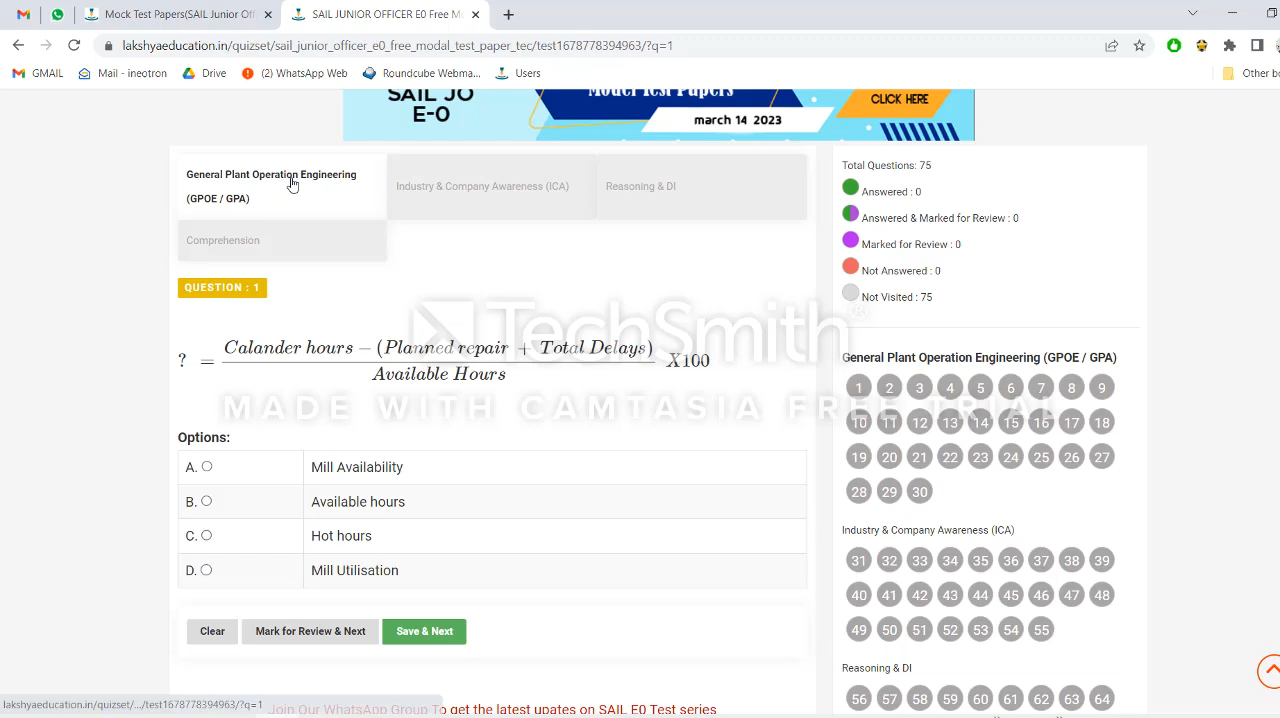 Mock Test Papers(SAIL Junior Off
SAIL JUNIOR OFFICER E0 Free M
lakshyaeducation.in/quizset/sail_junior_officer_e0_free_modal_test_paper_tec/test1678778394963/?q=1
GMAIL
Mail - ineotron
Drive
(2) WhatsApp Web
Roundcube Webma...
Users
Other bo
SAIL JO
E-0
Model Test Papers
march 14 2023
CLICK HERE
General Plant Operation Engineering
(GPOE / GPA)
Industry & Company Awareness (ICA)
Reasoning & DI
Comprehension
QUESTION : 1
? = Calander hours − (Planned repair + Total Delays) X100
Available Hours
TechSmith
MADE WITH CAMTASIA FREE TRIAL
Options:
A. Mill Availability
B. Available hours
C. Hot hours
D. Mill Utilisation
Clear
Mark for Review & Next
Save & Next
Join Our Whatsapp Group To get the latest upates on SAIL E0 Test series
lakshyaeducation.in/quizset/.../test1678778394963/?q=1
Total Questions: 75
Answered : 0
Answered & Marked for Review : 0
Marked for Review : 0
Not Answered : 0
Not Visited : 75
General Plant Operation Engineering (GPOE / GPA)
1 2 3 4 5 6 7 8 9
10 11 12 13 14 15 16 17 18
19 20 21 22 23 24 25 26 27
28 29 30
Industry & Company Awareness (ICA)
31 32 33 34 35 36 37 38 39
40 41 42 43 44 45 46 47 48
49 50 51 52 53 54 55
Reasoning & DI
56 57 58 59 60 61 62 63 64